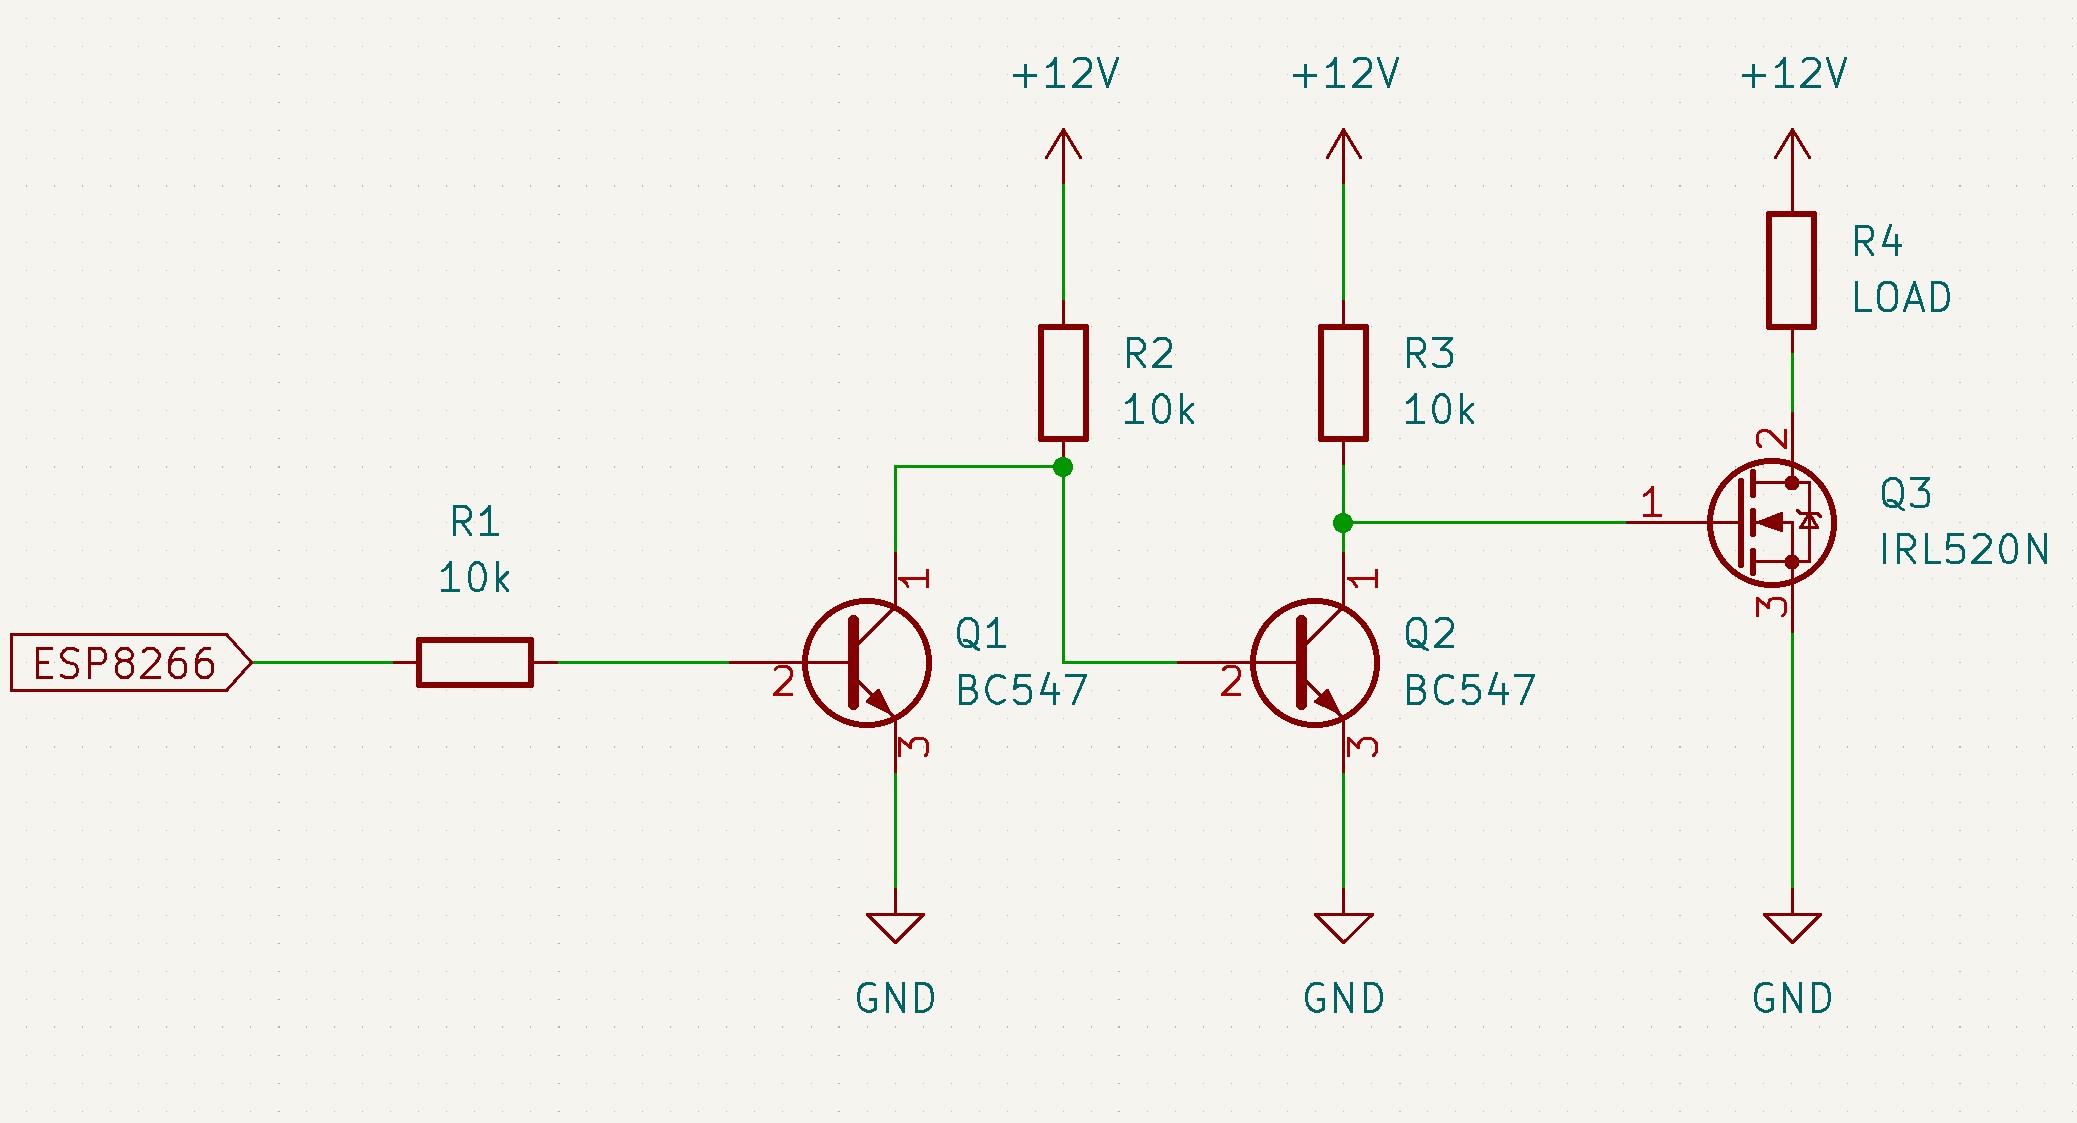 +12V
+12V
+12V
R4
LOAD
R2
10k
R3
10k
2
1
Q3
IRL520N
R1
10k
1
1
3
ESP8266
2
Q1
BC547
2
Q2
BC547
3
3
GND
GND
GND